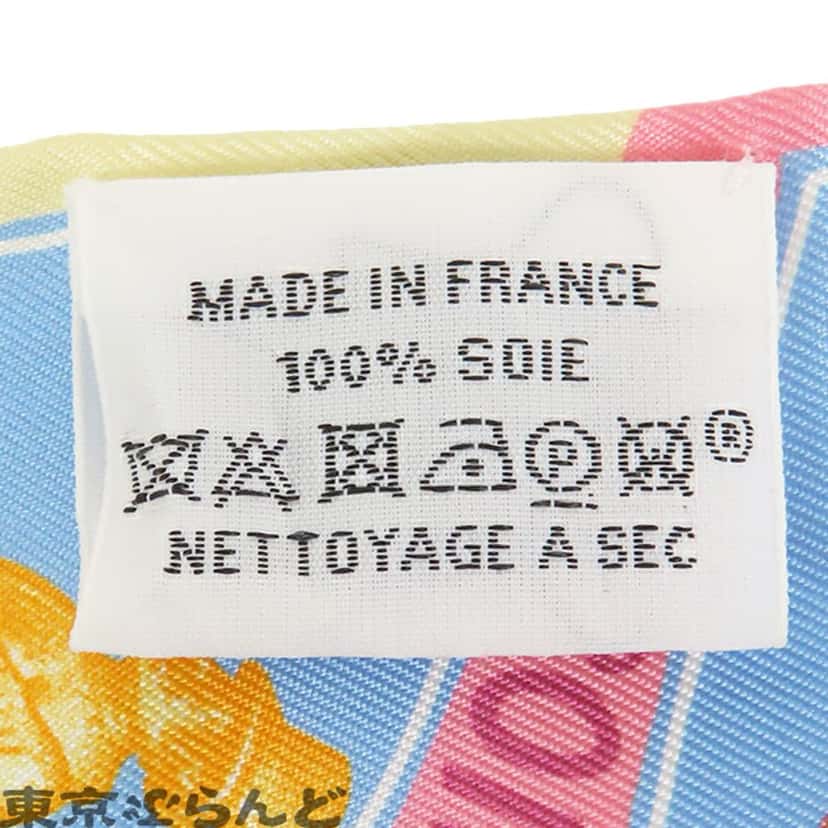 MADE IN FRANCE
100% SOIE
P
®
NETTOYAGE A SEC
東京ぶらんど